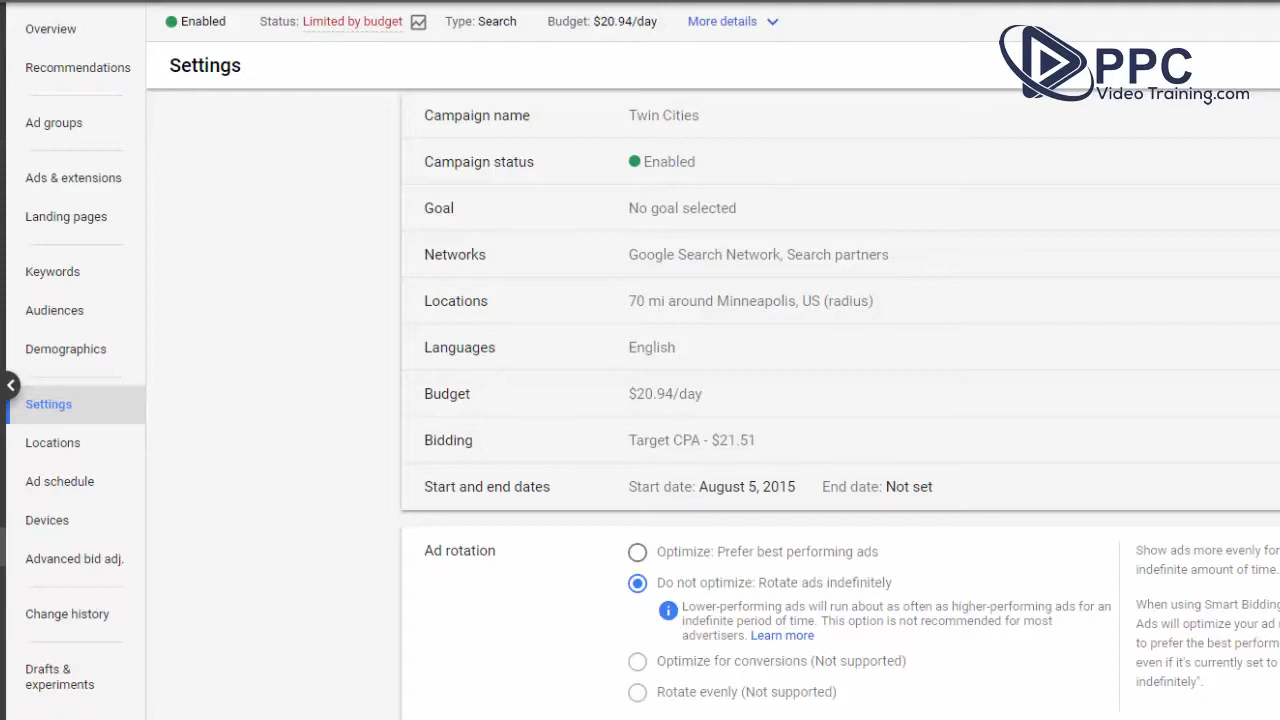 Enabled Status: Limited by budget Type: Search Budget: $20.94/day More details
Settings
PPC
Video Training.com
Overview
Recommendations
Ad groups
Ads & extensions
Landing pages
Keywords
Audiences
Demographics
Settings
Locations
Ad schedule
Devices
Advanced bid adj.
Change history
Drafts &
experiments
Campaign name Twin Cities
Campaign status Enabled
Goal No goal selected
Networks Google Search Network, Search partners
Locations 70 mi around Minneapolis, US (radius)
Languages English
Budget $20.94/day
Bidding Target CPA - $21.51
Start and end dates Start date: August 5, 2015 End date: Not set
Ad rotation
Optimize: Prefer best performing ads
Do not optimize: Rotate ads indefinitely
Lower-performing ads will run about as often as higher-performing ads for an
indefinite period of time. This option is not recommended for most
advertisers. Learn more
Optimize for conversions (Not supported)
Rotate evenly (Not supported)
Show ads more evenly for
indefinite amount of time.
When using Smart Bidding
Ads will optimize your ad
to prefer the best perform
even if it's currently set to
indefinitely".